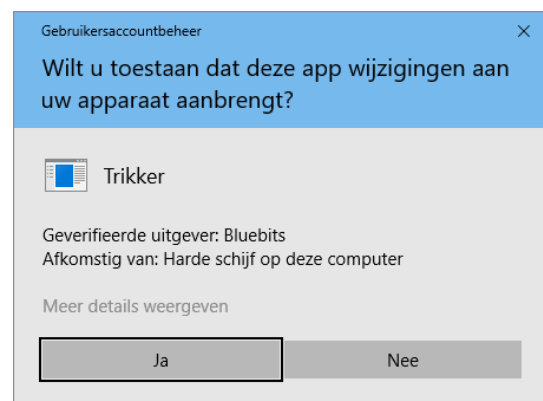 Gebruikersaccountbeheer
Wilt u toestaan dat deze app wijzigingen aan
uw apparaat aanbrengt?
Trikker
Geverifieerde uitgever: Bluebits
Afkomstig van: Harde schijf op deze computer
Meer details weergeven
Ja
Nee